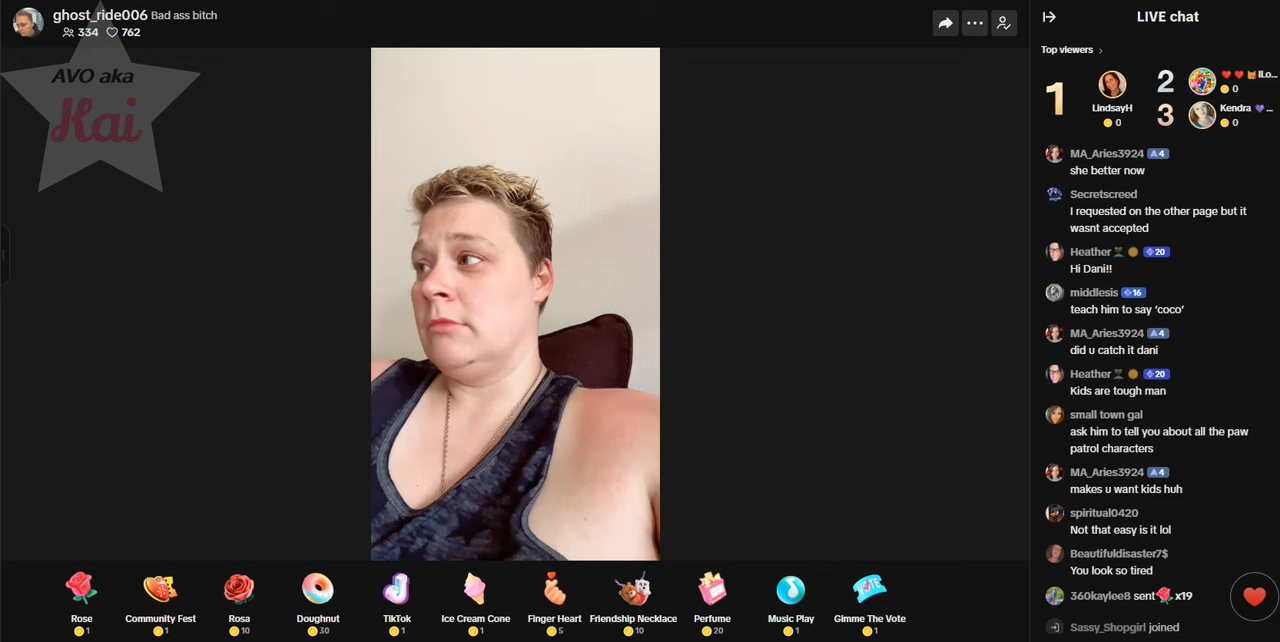 ghost_ride006 Bad ass bitch
334 762
AVO aka
Kai
LIVE chat
Top viewers
1
LindsayH
0
2
ILo...
0
3
Kendra
...
0
MA_Aries3924 4
she better now
Secretscreed
I requested on the other page but it
wasnt accepted
Heather 20
Hi Dani!!
middlesis 16
teach him to say ‘coco’
MA_Aries3924 4
did u catch it dani
Heather 20
Kids are tough man
small town gal
ask him to tell you about all the paw
patrol characters
MA_Aries3924 4
makes u want kids huh
spiritual0420
Not that easy is it lol
Beautifuldisaster7$
You look so tired
360kaylee8 sent x19
Sassy_Shopgirl joined
Rose
1
Community Fest
1
Rosa
10
Doughnut
30
TikTok
1
Ice Cream Cone
1
Finger Heart
5
Friendship Necklace
10
Perfume
20
Music Play
1
VOTE
Gimme The Vote
1